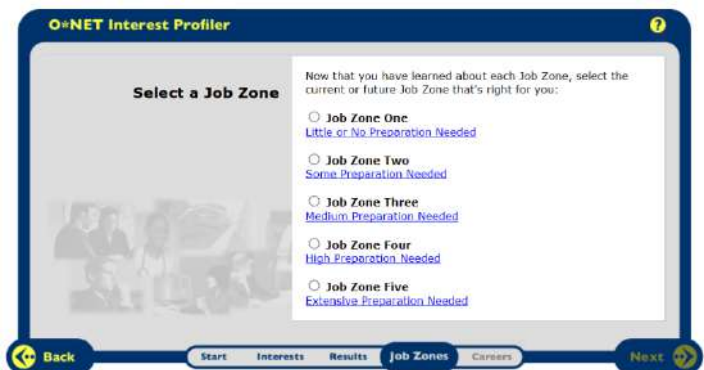 O*NET Interest Profiler
?
Select a Job Zone
Now that you have learned about each Job Zone, select the
current or future Job Zone that's right for you:
Job Zone One
Little or No Preparation Needed
Job Zone Two
Some Preparation Needed
Job Zone Three
Medium Preparation Needed
Job Zone Four
High Preparation Needed
Job Zone Five
Extensive Preparation Needed
Back
Start
Interests
Results
Job Zones
Careers
Next